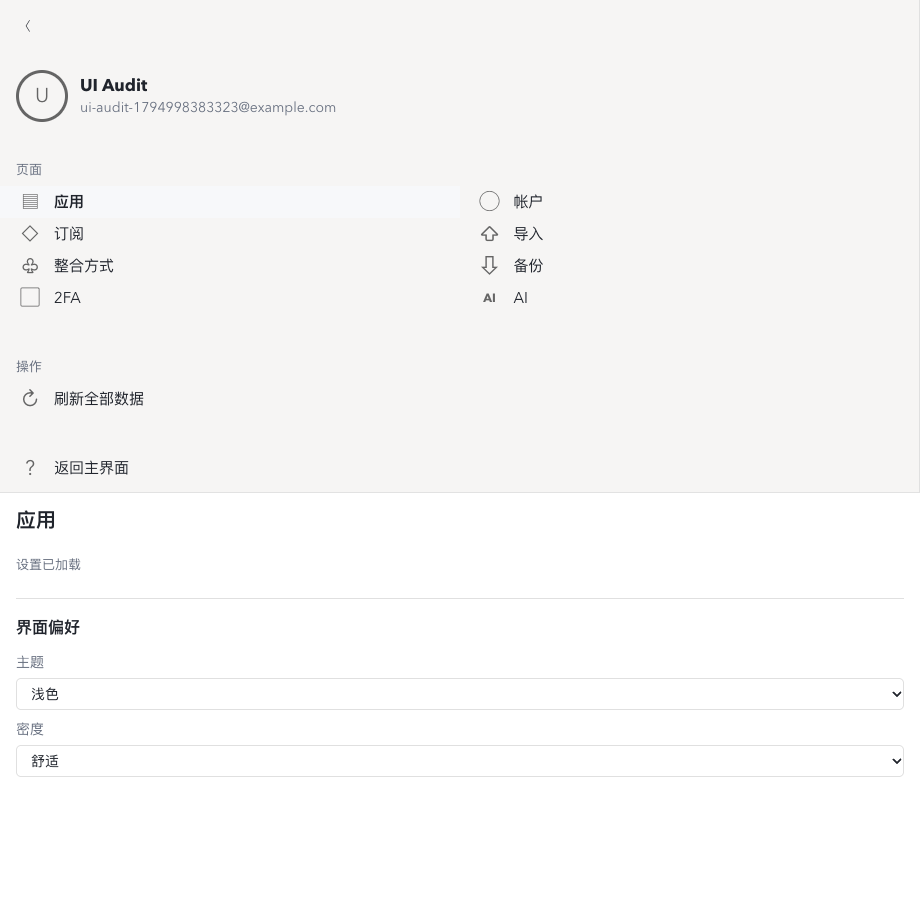 UI Audit
U
ui-audit-1794998383323@example.com
页面
应用
帐户
订阅
导入
整合方式
备份
2FA
AI AI
操作
刷新全部数据
? 返回主界面
应用
设置已加载
界面偏好
主题
浅色
密度
舒适